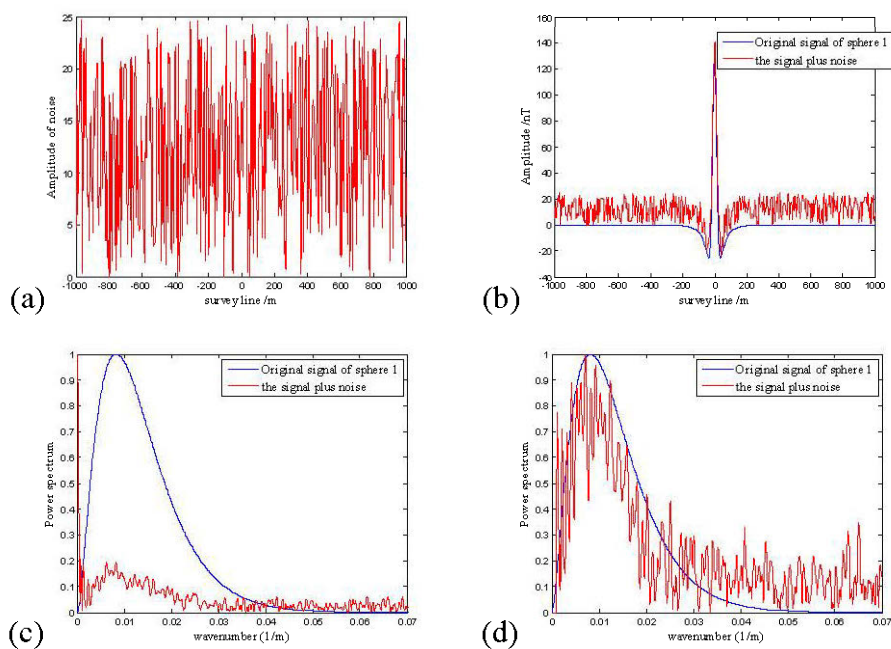 25
20
15
10
5
0
Amplitude of noise
-1000 -800 -600 -400 -200 0 200 400 600 800 1000
survey line /m
(a)
160
140
120
100
80
60
40
20
0
-20
-40
Amplitude /nT
Original signal of sphere 1
the signal plus noise
-1000 -800 -600 -400 -200 0 200 400 600 800 1000
survey line /m
(b)
1
0.9
0.8
0.7
0.6
0.5
0.4
0.3
0.2
0.1
0
Power spectrum
Original signal of sphere 1
the signal plus noise
0 0.01 0.02 0.03 0.04 0.05 0.06 0.07
wavenumber (1/m)
(c)
1
0.9
0.8
0.7
0.6
0.5
0.4
0.3
0.2
0.1
0
Power spectrum
Original signal of sphere 1
the signal plus noise
0 0.01 0.02 0.03 0.04 0.05 0.06 0.07
wavenumber (1/m)
(d)